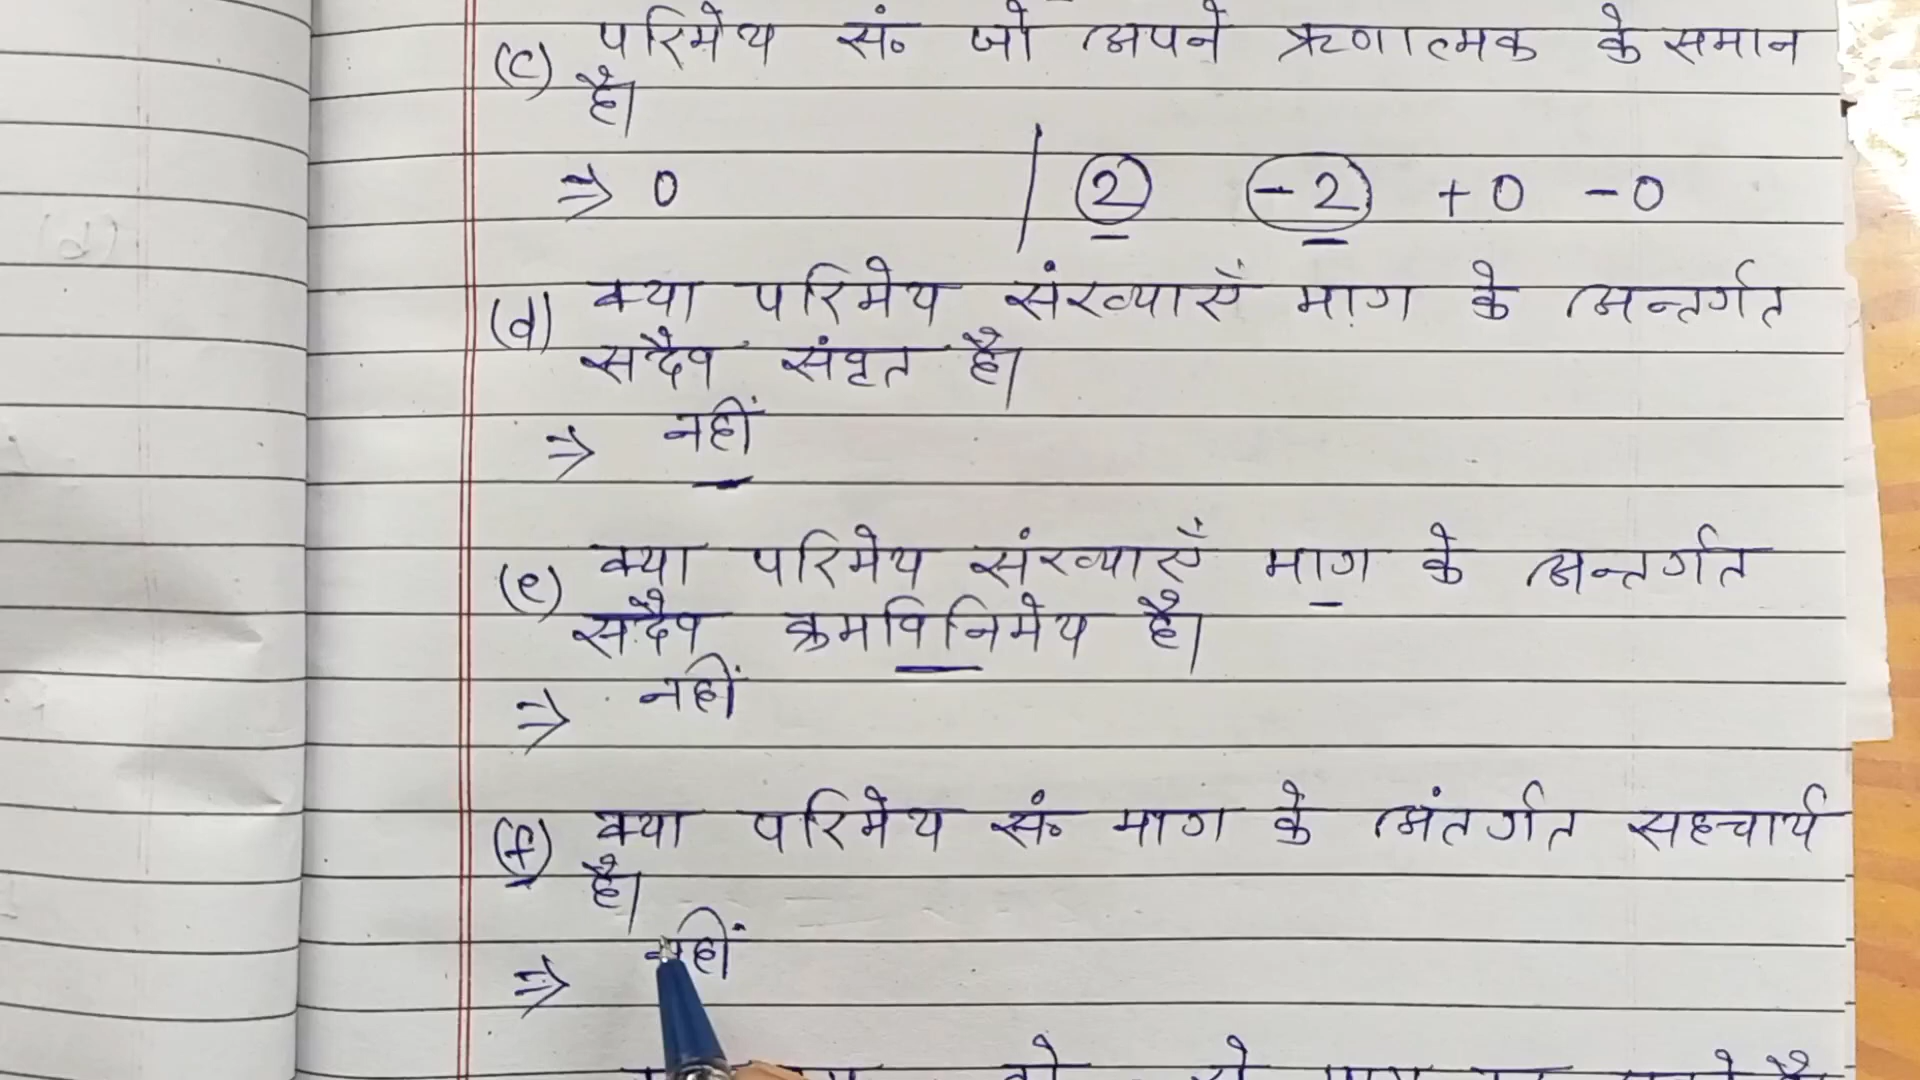 (c) परिमेय सं० जो अपने ऋणात्मक के समान
है।
⇒ 0 | 2 -2 +0 -0
(d) क्या परिमेय संख्याएँ भाग के अन्तर्गत
सदैव संवृत है।
⇒ नहीं
(e) क्या परिमेय संख्याएँ भाग के अन्तर्गत
सदैव क्रमविनिमेय है।
⇒ नहीं
(f) क्या परिमेय सं० भाग के अंतर्गत सहचार्य
है।
⇒ नहीं